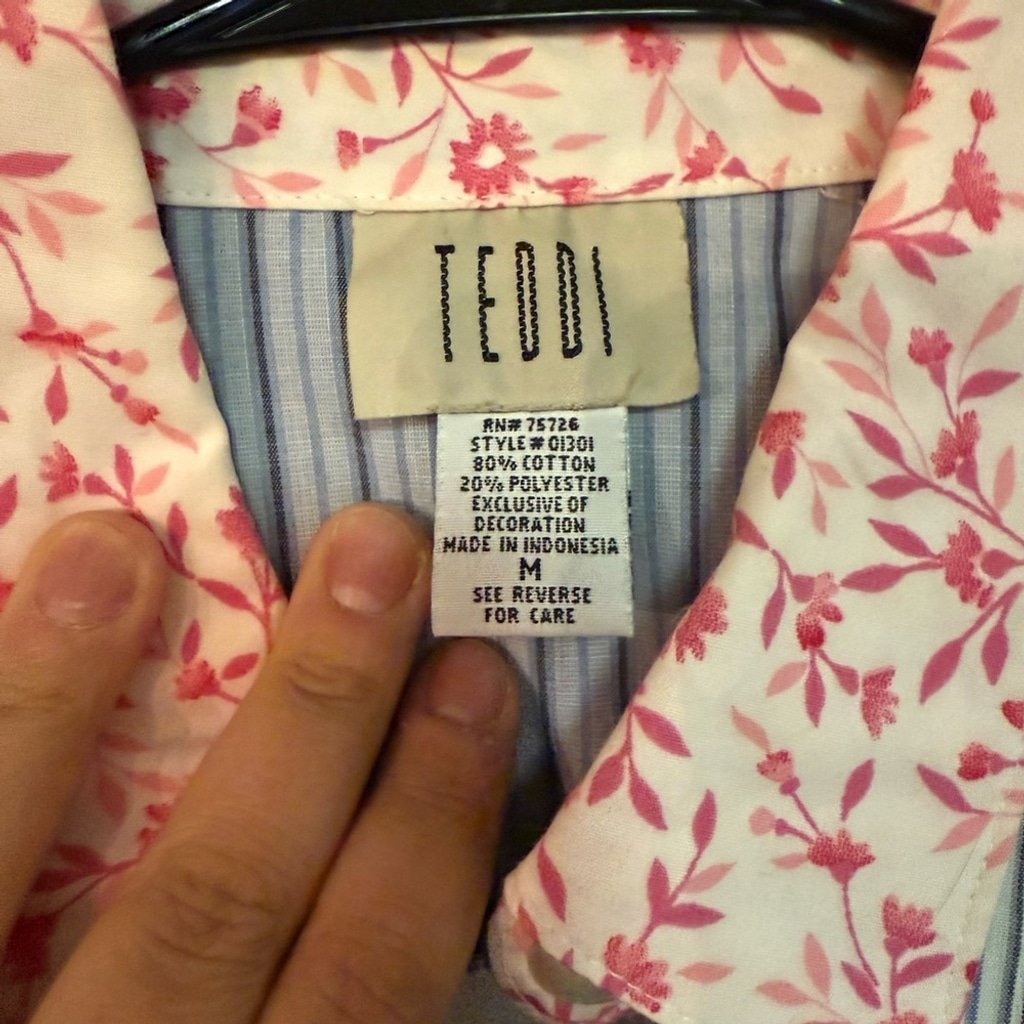 TEDDI
RN# 75726
STYLE# 01301
80% COTTON
20% POLYESTER
EXCLUSIVE OF
DECORATION
MADE IN INDONESIA
M
SEE REVERSE
FOR CARE